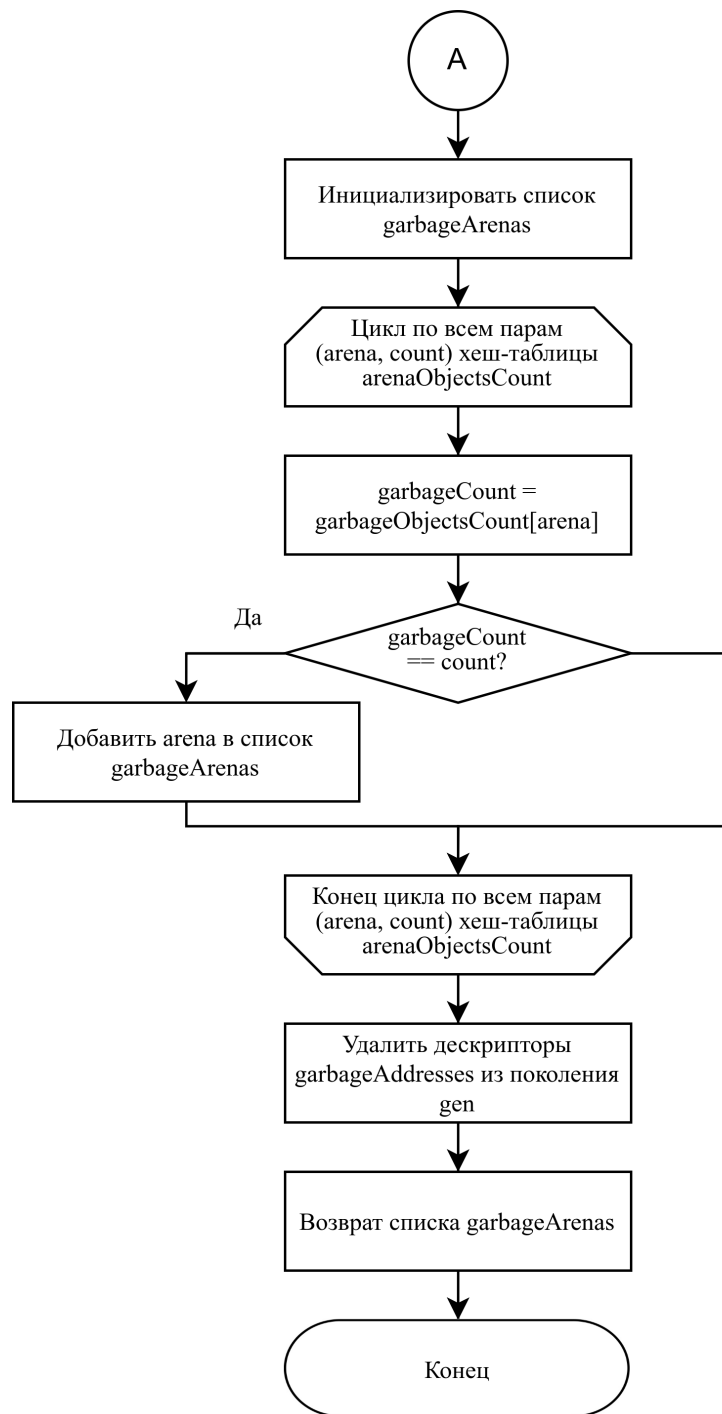 A
Инициализировать список
garbageArenas
Цикл по всем парам
(arena, count) хеш-таблицы
arenaObjectsCount
garbageCount =
garbageObjectsCount[arena]
Да
garbageCount
== count?
Добавить arena в список
garbageArenas
Конец цикла по всем парам
(arena, count) хеш-таблицы
arenaObjectsCount
Удалить дескрипторы
garbageAddresses из поколения
gen
Возврат списка garbageArenas
Конец